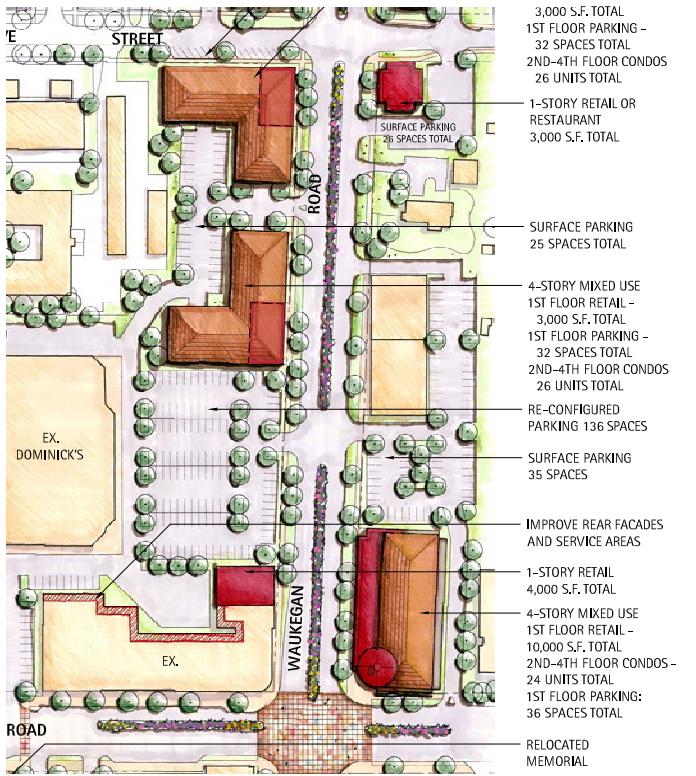 3,000 S.F. TOTAL
1ST FLOOR PARKING –
32 SPACES TOTAL
2ND-4TH FLOOR CONDOS
26 UNITS TOTAL
STREET
1-STORY RETAIL OR
RESTAURANT
3,000 S.F. TOTAL
SURFACE PARKING
26 SPACES TOTAL
ROAD
SURFACE PARKING
25 SPACES TOTAL
4-STORY MIXED USE
1ST FLOOR RETAIL –
3,000 S.F. TOTAL
1ST FLOOR PARKING –
32 SPACES TOTAL
2ND-4TH FLOOR CONDOS
26 UNITS TOTAL
RE-CONFIGURED
PARKING 136 SPACES
EX.
DOMINICK'S
SURFACE PARKING
35 SPACES
IMPROVE REAR FACADES
AND SERVICE AREAS
1-STORY RETAIL
4,000 S.F. TOTAL
WAUKEGAN
4-STORY MIXED USE
1ST FLOOR RETAIL –
10,000 S.F. TOTAL
2ND-4TH FLOOR CONDOS –
24 UNITS TOTAL
1ST FLOOR PARKING:
36 SPACES TOTAL
EX.
ROAD
RELOCATED
MEMORIAL